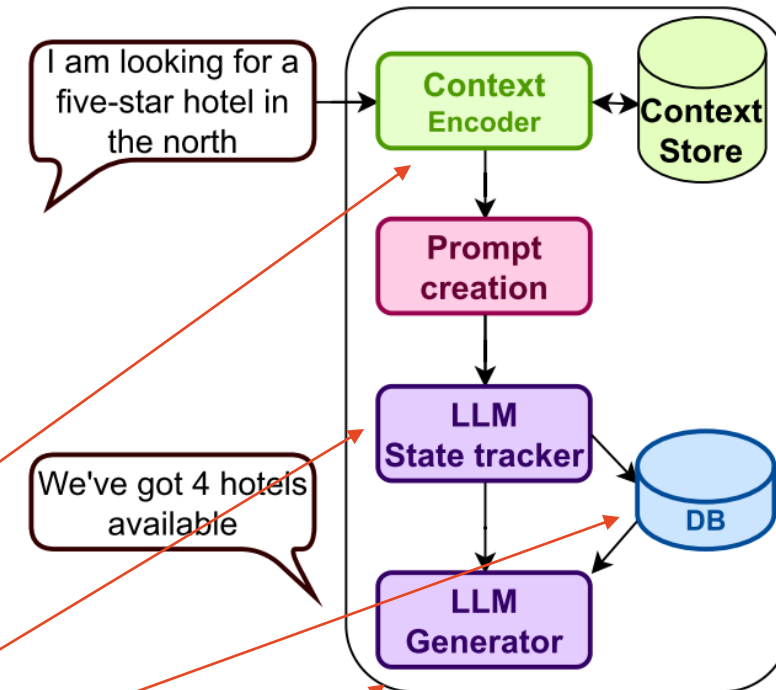 I am looking for a
five-star hotel in
the north
Context
Encoder
Context
Store
Prompt
creation
LLM
State tracker
We've got 4 hotels
available
DB
LLM
Generator